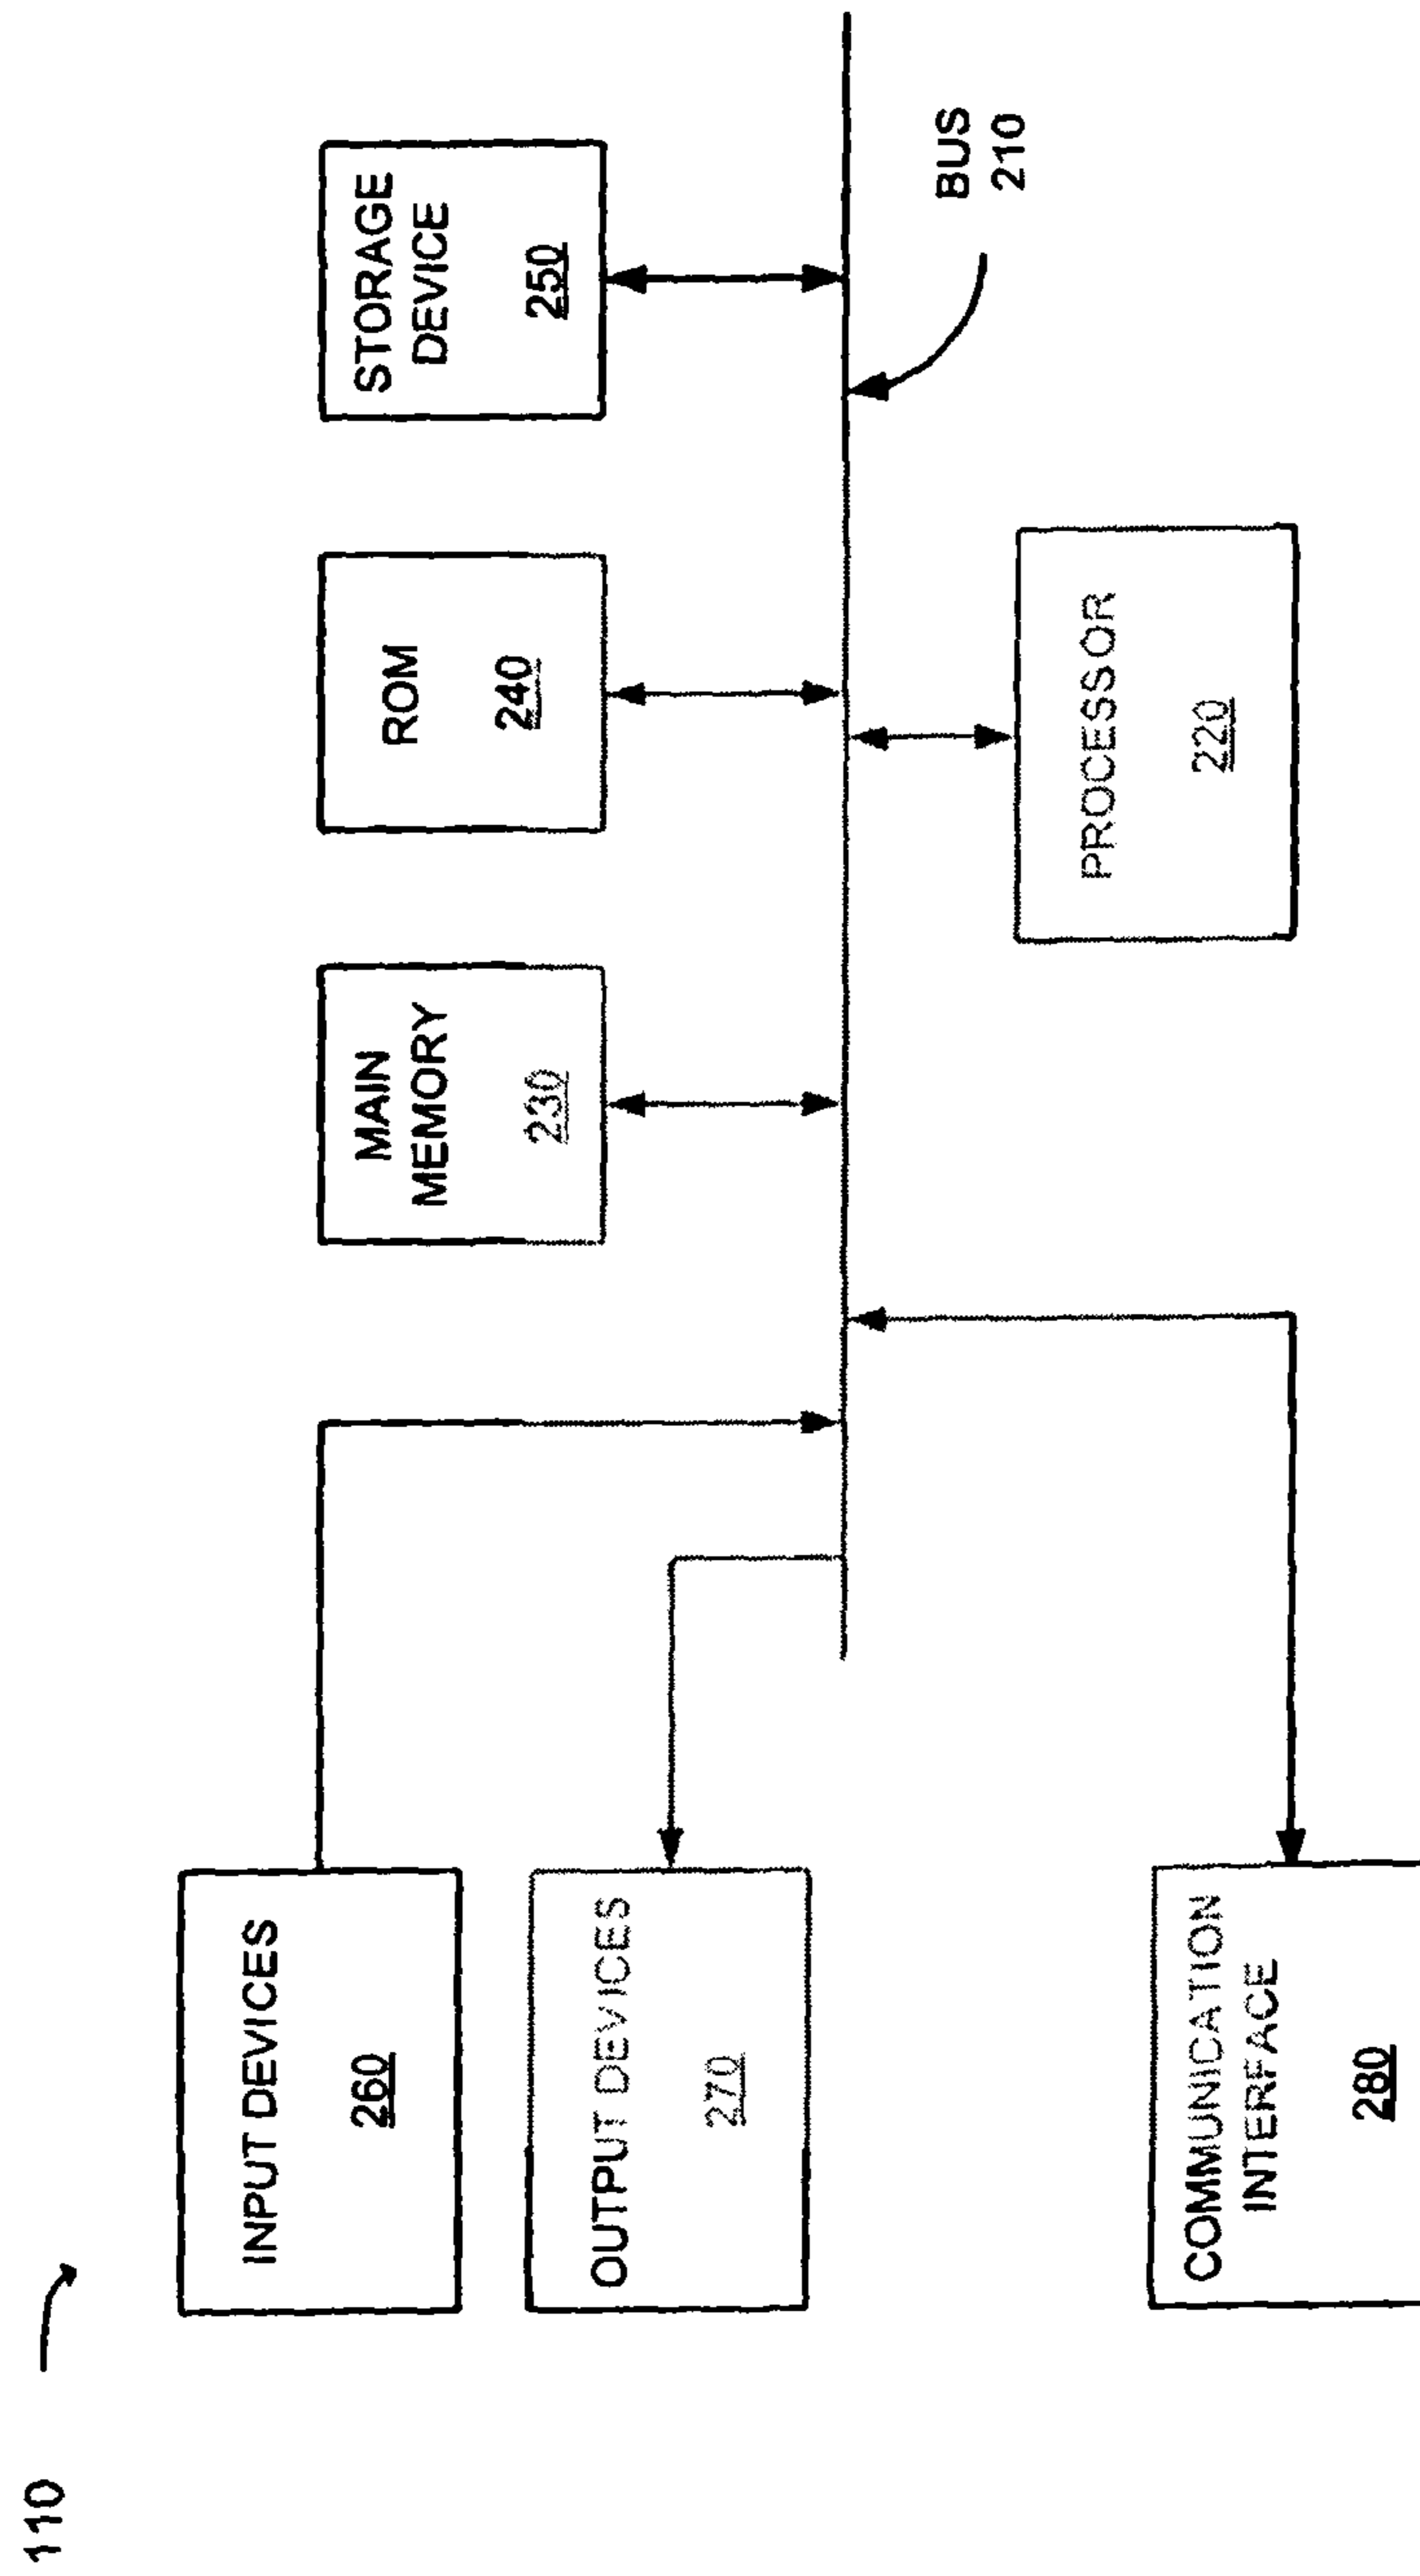 110
INPUT DEVICES
260
OUTPUT DEVICES
270
COMMUNICATION
INTERFACE
280
MAIN
MEMORY
230
ROM
240
STORAGE
DEVICE
250
PROCESSOR
220
BUS
210